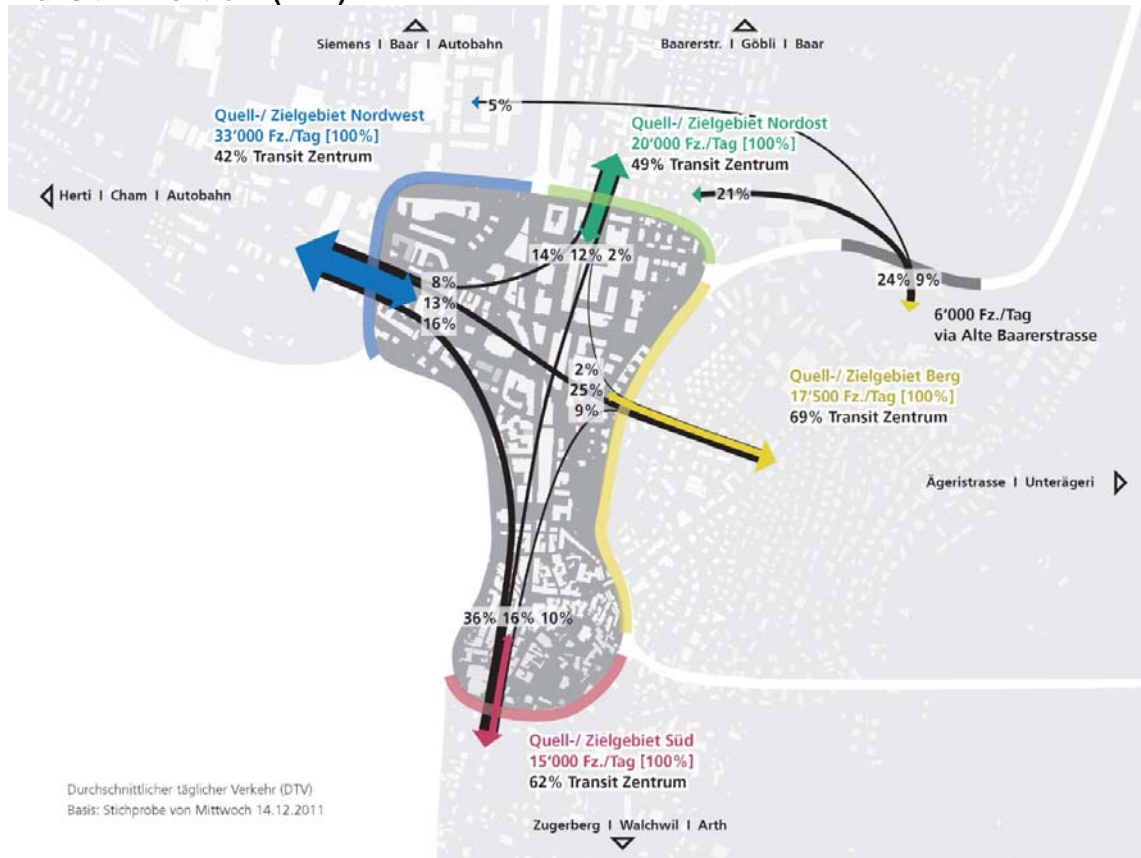 Siemens I Baar I Autobahn
Baarerstr. I Göbli I Baar
5%
Quell-/ Zielgebiet Nordwest
33'000 Fz./Tag [100%]
42% Transit Zentrum
Quell-/ Zielgebiet Nordost
20'000 Fz./Tag [100%]
49% Transit Zentrum
Herti I Cham I Autobahn
21%
14% 12% 2%
8%
13%
16%
24% 9%
6'000 Fz./Tag
via Alte Baarerstrasse
2%
25%
9%
Quell-/ Zielgebiet Berg
17'500 Fz./Tag [100%]
69% Transit Zentrum
Ägeristrasse I Unterägeri
36% 16% 10%
Quell-/ Zielgebiet Süd
15'000 Fz./Tag [100%]
62% Transit Zentrum
Durchschnittlicher täglicher Verkehr (DTV)
Basis: Stichprobe von Mittwoch 14.12.2011
Zugerberg I Walchwil I Arth